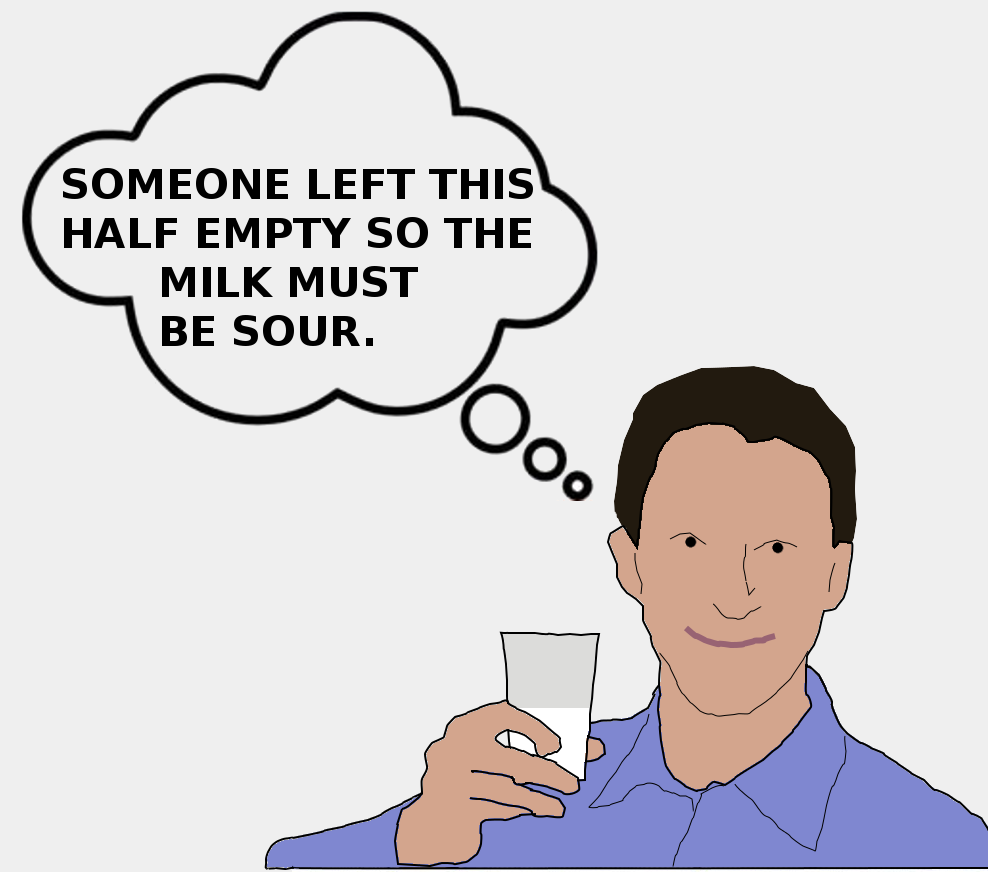 SOMEONE LEFT THIS
HALF EMPTY SO THE
MILK MUST
BE SOUR.